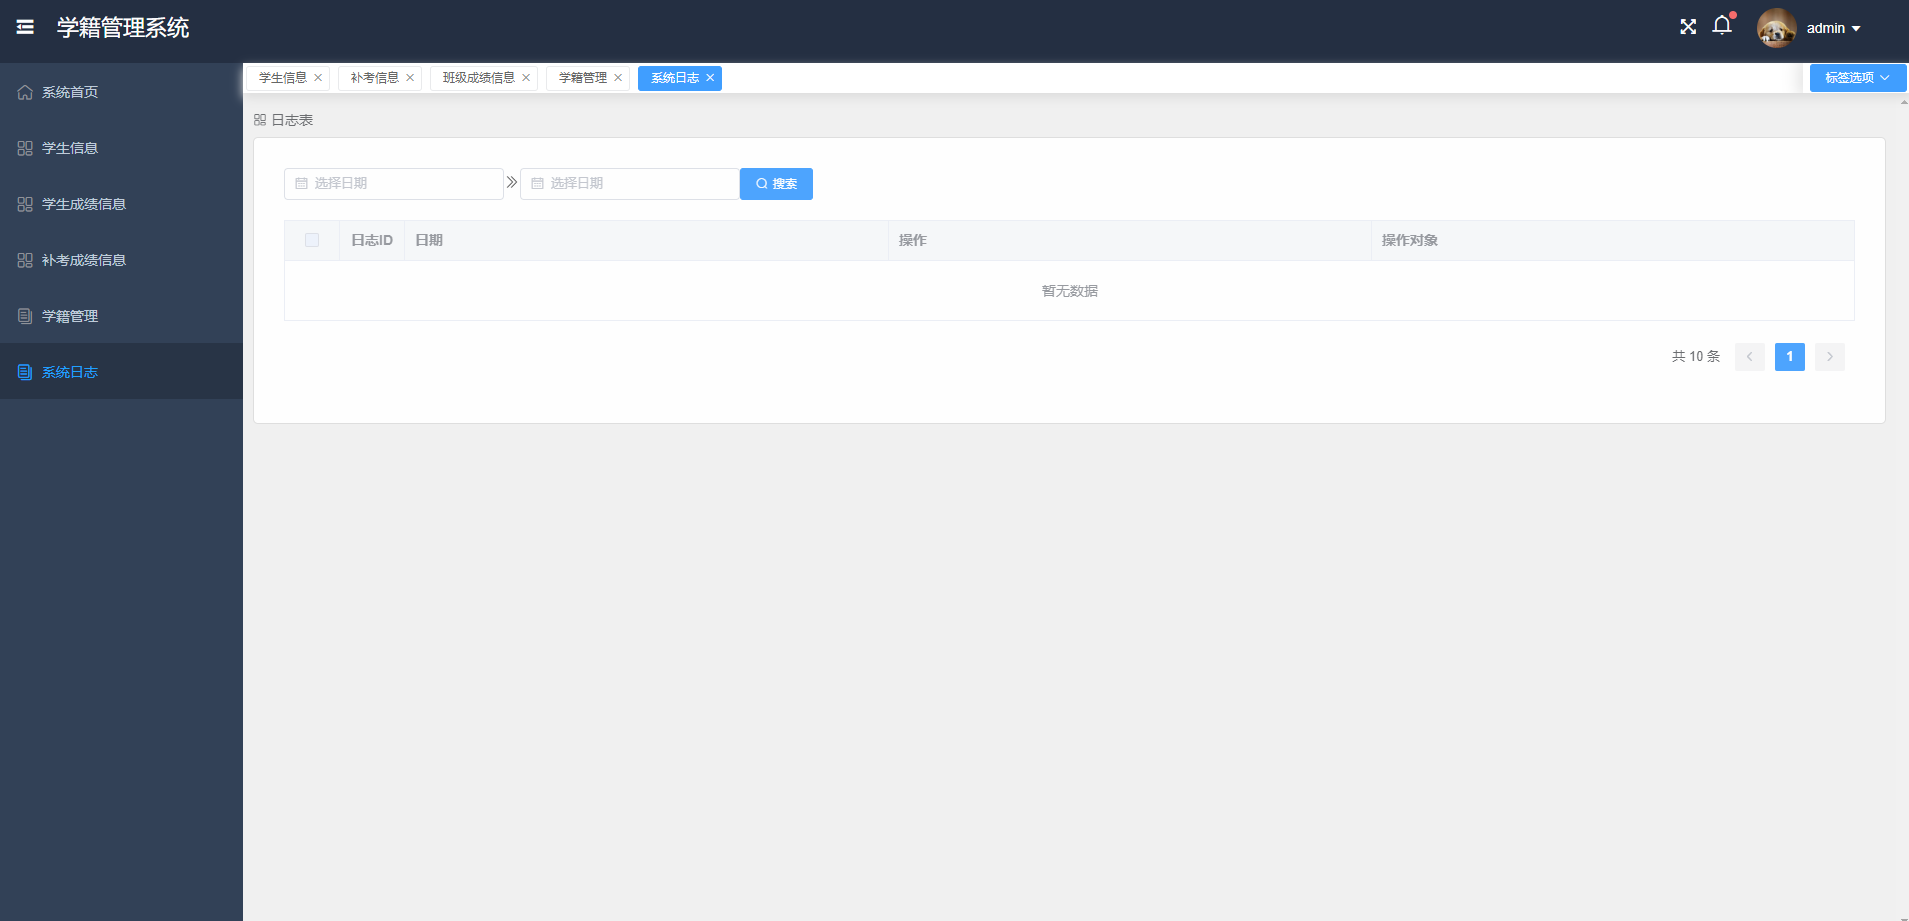 学籍管理系统
admin
系统首页
学生信息
学生成绩信息
补考成绩信息
学籍管理
系统日志
学生信息
补考信息
班级成绩信息
学籍管理
系统日志
标签选项
日志表
选择日期
选择日期
搜索
日志ID
日期
操作
操作对象
暂无数据
共 10 条
1